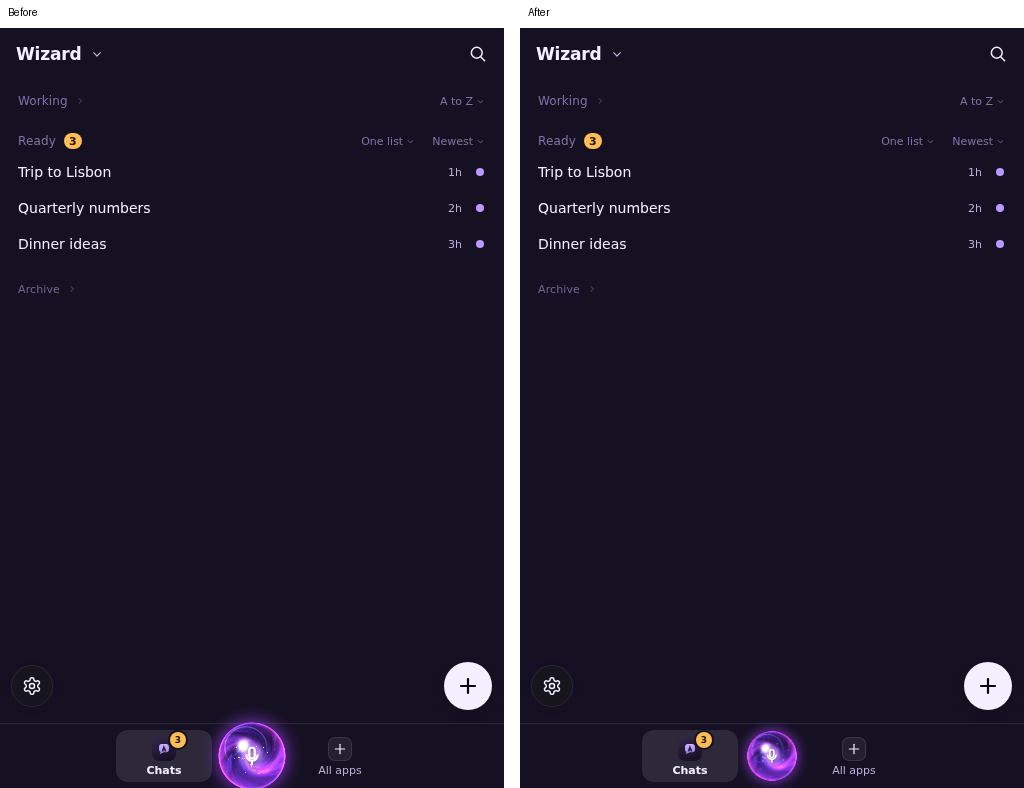 Before
Wizard
Working
A to Z
Ready 3
One list
Newest
Trip to Lisbon 1h
Quarterly numbers 2h
Dinner ideas 3h
Archive
3
Chats
All apps
After
Wizard
Working
A to Z
Ready 3
One list
Newest
Trip to Lisbon 1h
Quarterly numbers 2h
Dinner ideas 3h
Archive
3
Chats
All apps